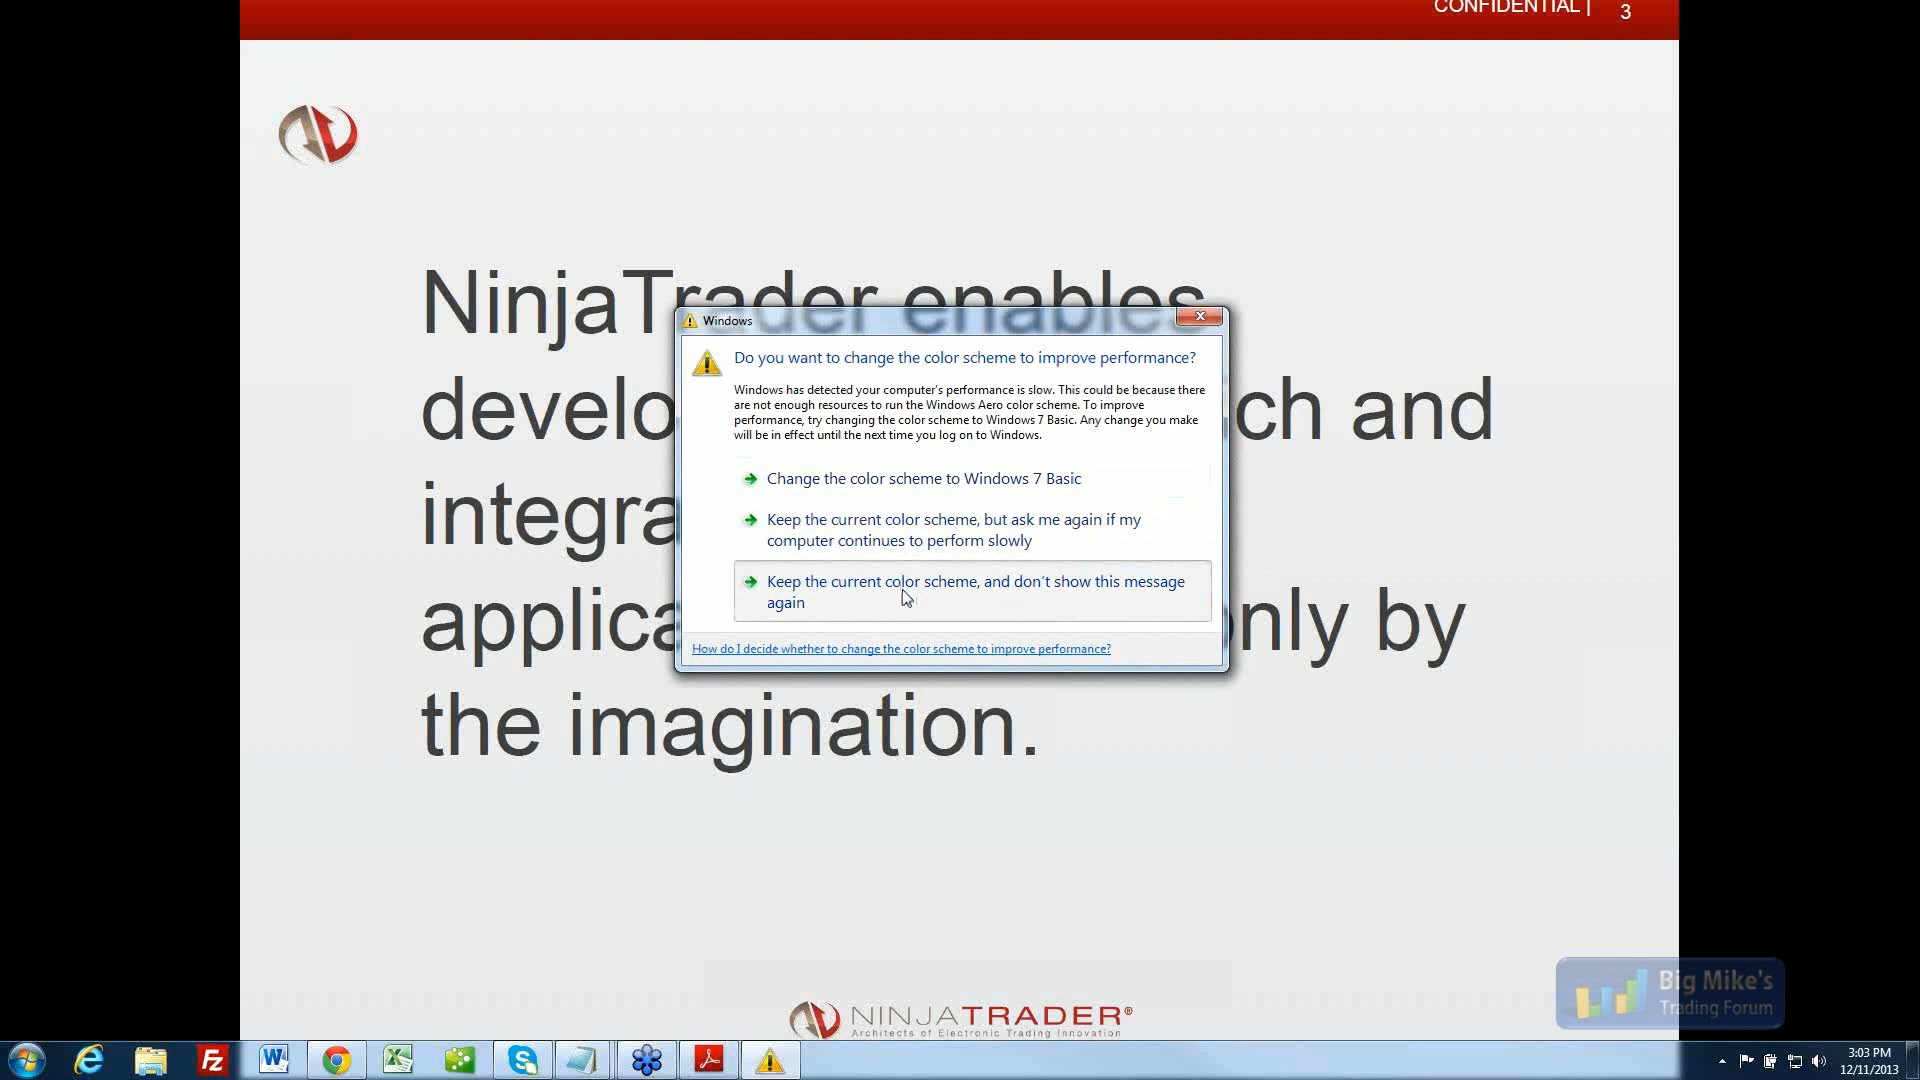 CONFIDENTIAL |
3
NinjaTrader enables
develo
ch and
integra
applica
only by
the imagination.
Windows
Do you want to change the color scheme to improve performance?
Windows has detected your computer's performance is slow. This could be because there
are not enough resources to run the Windows Aero color scheme. To improve
performance, try changing the color scheme to Windows 7 Basic. Any change you make
will be in effect until the next time you log on to Windows.
Change the color scheme to Windows 7 Basic
Keep the current color scheme, but ask me again if my
computer continues to perform slowly
Keep the current color scheme, and don't show this message
again
How do I decide whether to change the color scheme to improve performance?
Big Mike's
Trading Forum
NINJATRADER®
Architects of Electronic Trading Innovation
3:03 PM
12/11/2013